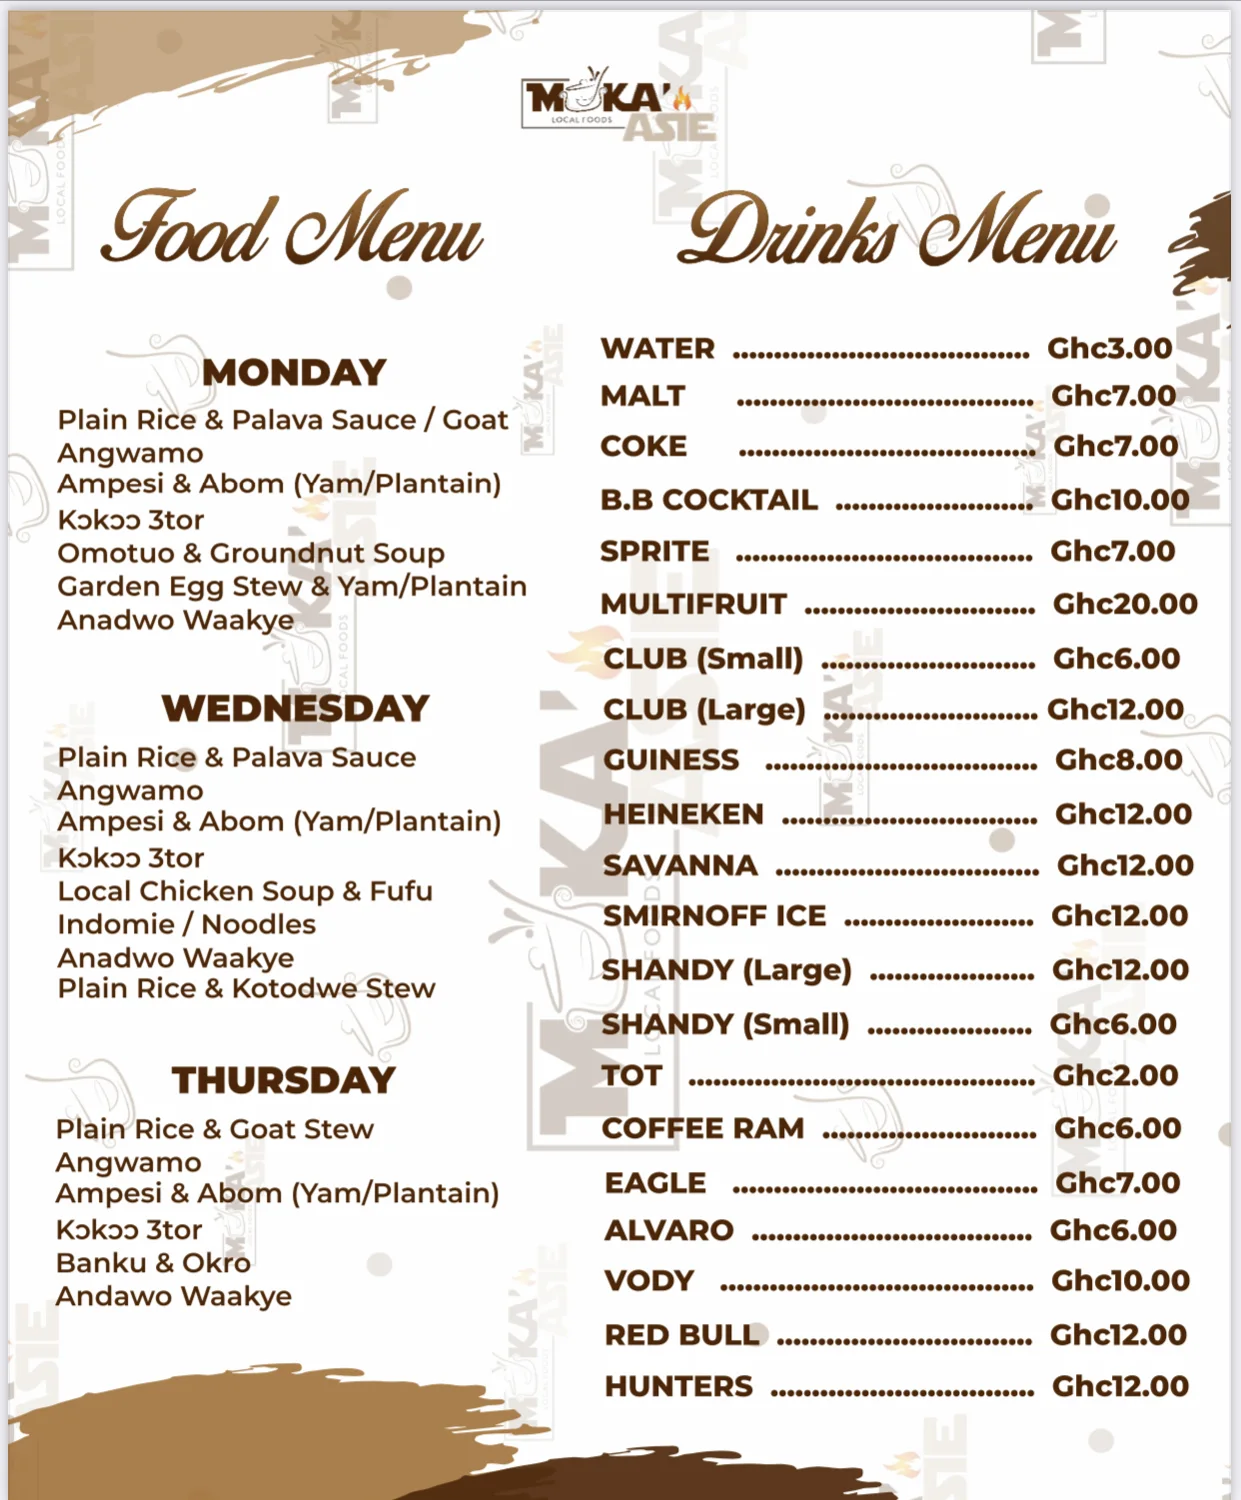 MUKA'
LOCAL FOODS
ASIE
Food Menu
MONDAY
Plain Rice & Palava Sauce / Goat
Angwamo
Ampesi & Abom (Yam/Plantain)
Kɔkɔɔ 3tor
Omotuo & Groundnut Soup
Garden Egg Stew & Yam/Plantain
Anadwo Waakye
WEDNESDAY
Plain Rice & Palava Sauce
Angwamo
Ampesi & Abom (Yam/Plantain)
Kɔkɔɔ 3tor
Local Chicken Soup & Fufu
Indomie / Noodles
Anadwo Waakye
Plain Rice & Kotodwe Stew
THURSDAY
Plain Rice & Goat Stew
Angwamo
Ampesi & Abom (Yam/Plantain)
Kɔkɔɔ 3tor
Banku & Okro
Andawo Waakye
Drinks Menu
WATER .................................... Ghc3.00
MALT .................................... Ghc7.00
COKE .................................... Ghc7.00
B.B COCKTAIL ........................ Ghc10.00
SPRITE .................................... Ghc7.00
MULTIFRUIT ............................ Ghc20.00
CLUB (Small) .......................... Ghc6.00
CLUB (Large) .......................... Ghc12.00
GUINESS ................................. Ghc8.00
HEINEKEN ............................... Ghc12.00
SAVANNA ................................ Ghc12.00
SMIRNOFF ICE ....................... Ghc12.00
SHANDY (Large) .................... Ghc12.00
SHANDY (Small) .................... Ghc6.00
TOT .......................................... Ghc2.00
COFFEE RAM .......................... Ghc6.00
EAGLE ..................................... Ghc7.00
ALVARO .................................. Ghc6.00
VODY ...................................... Ghc10.00
RED BULL ............................... Ghc12.00
HUNTERS ................................ Ghc12.00